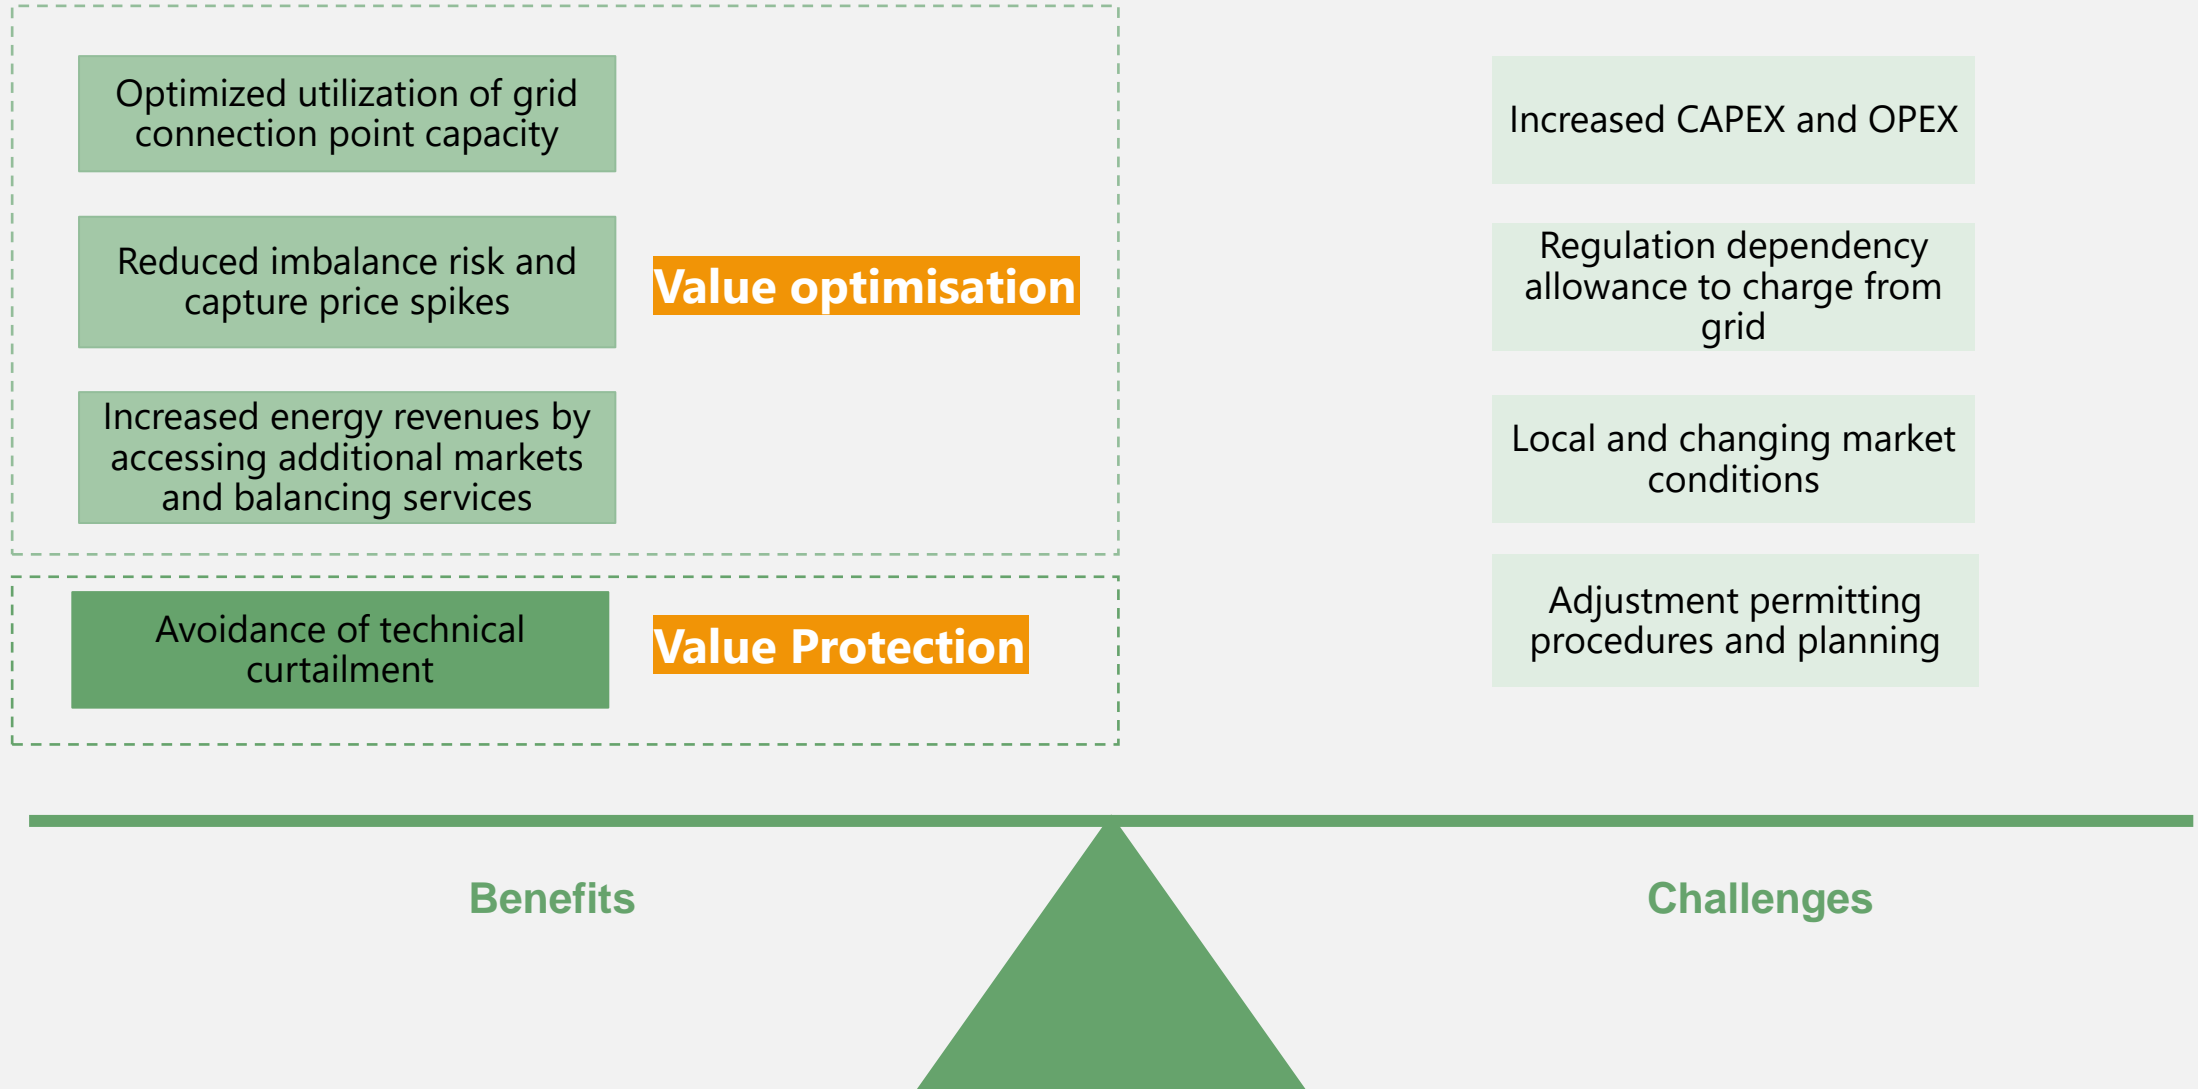 Optimized utilization of grid
connection point capacity
Reduced imbalance risk and
capture price spikes
Increased energy revenues by
accessing additional markets
and balancing services
Value optimisation
Avoidance of technical
curtailment
Value Protection
Increased CAPEX and OPEX
Regulation dependency
allowance to charge from
grid
Local and changing market
conditions
Adjustment permitting
procedures and planning
Benefits
Challenges